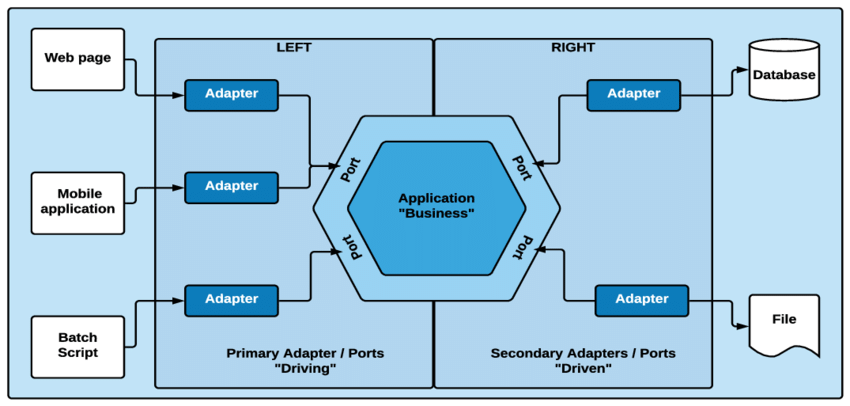 LEFT
RIGHT
Web page
Adapter
Adapter
Database
Port
Port
Mobile
application
Adapter
Application
"Business"
Port
Port
Adapter
Adapter
Batch
Script
File
Primary Adapter / Ports
"Driving"
Secondary Adapters / Ports
"Driven"